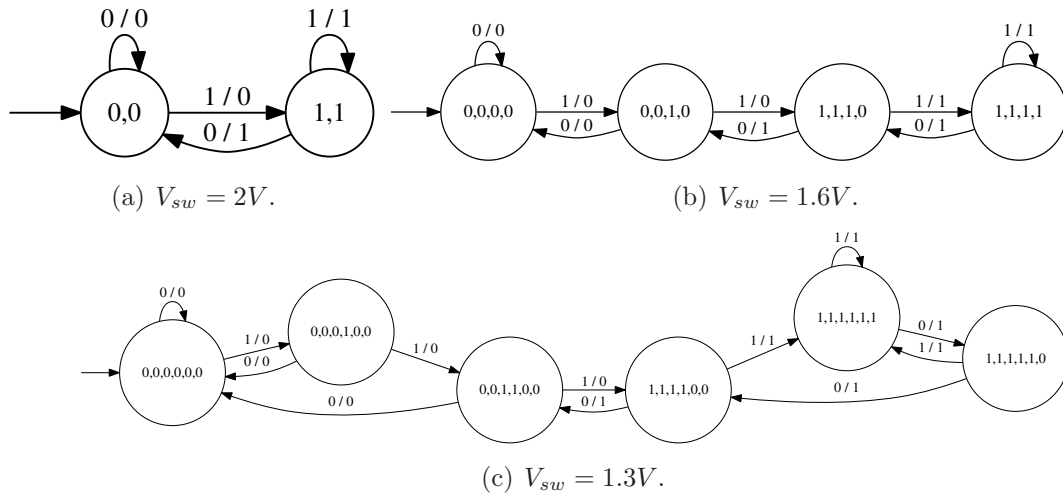 0 / 0
1 / 1
0,0
1 / 0
0 / 1
1,1
(a) V_sw = 2V.
0 / 0
1 / 1
0,0,0,0
1 / 0
0 / 0
0,0,1,0
1 / 0
0 / 1
1,1,1,0
1 / 1
0 / 1
1,1,1,1
(b) V_sw = 1.6V.
0 / 0
0,0,0,0,0,0
1 / 0
0 / 0
0,0,0,1,0,0
1 / 0
0 / 0
0,0,1,1,0,0
1 / 0
0 / 1
1,1,1,1,0,0
1 / 1
1 / 1
1,1,1,1,1,1
0 / 1
1 / 1
0 / 1
1,1,1,1,1,0
(c) V_sw = 1.3V.